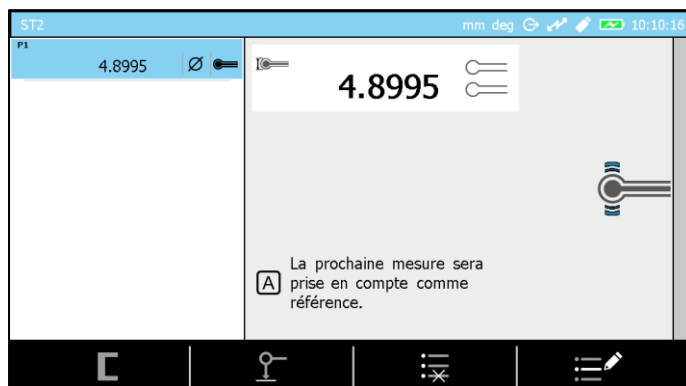 ST2
mm deg 10:10:16
P1
4.8995 Ø
4.8995
A
La prochaine mesure sera
prise en compte comme
référence.